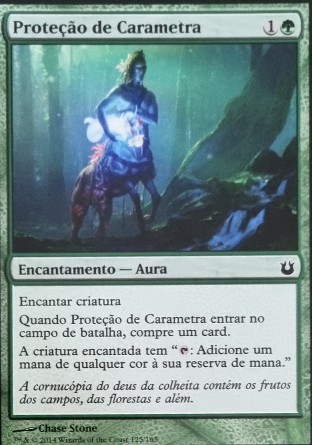 Proteção de Carametra 1
Encantamento — Aura
Encantar criatura
Quando Proteção de Carametra entrar no
campo de batalha, compre um card.
A criatura encantada tem “: Adicione um
mana de qualquer cor à sua reserva de mana.”
A cornucópia do deus da colheita contém os frutos
dos campos, das florestas e além.
Chase Stone
™ & © 2014 Wizards of the Coast 125/165